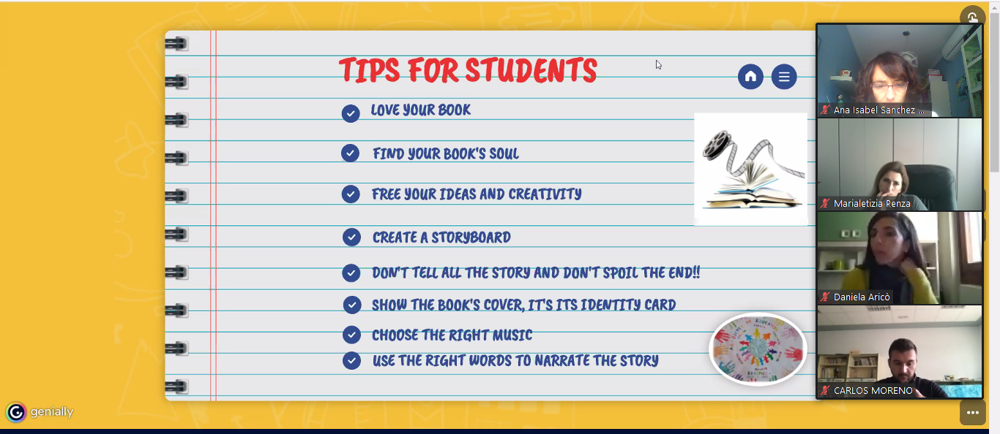 TIPS FOR STUDENTS
LOVE YOUR BOOK
FIND YOUR BOOK'S SOUL
FREE YOUR IDEAS AND CREATIVITY
CREATE A STORYBOARD
DON'T TELL ALL THE STORY AND DON'T SPOIL THE END!!
SHOW THE BOOK'S COVER, IT'S ITS IDENTITY CARD
CHOOSE THE RIGHT MUSIC
USE THE RIGHT WORDS TO NARRATE THE STORY
Ana Isabel Sanchez ...
Marialetizia Penza
Daniela Aricò
CARLOS MORENO
genially